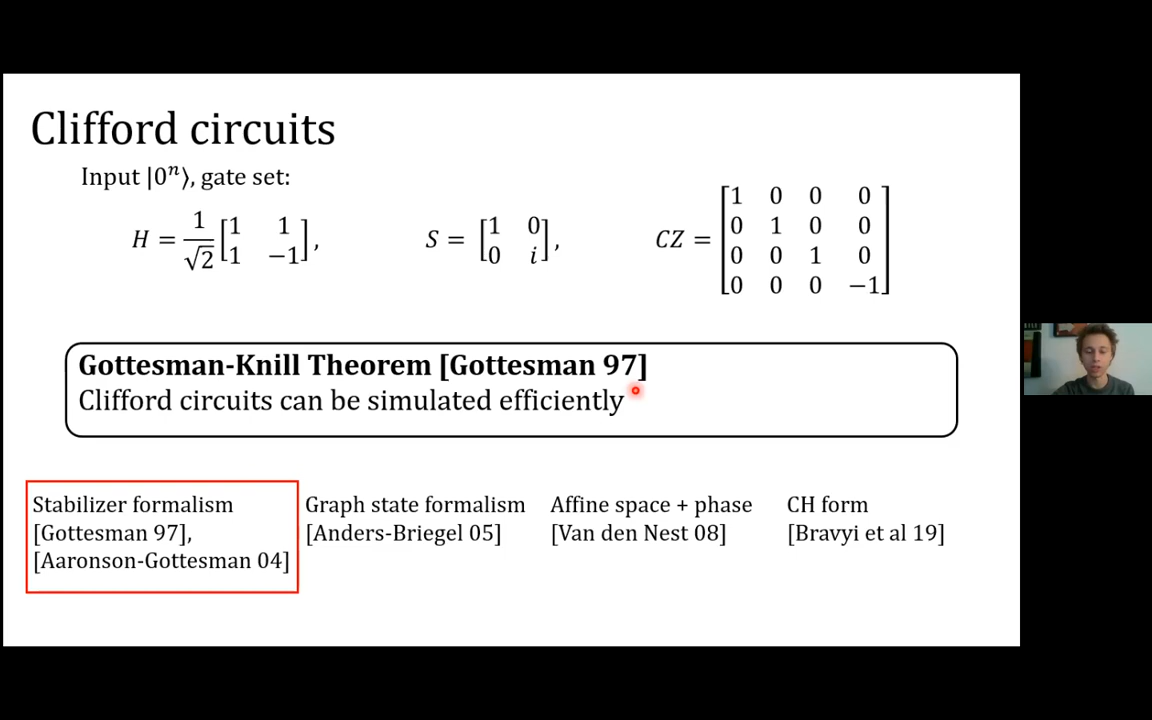 Clifford circuits
Input |0ⁿ⟩, gate set:
H = 1/√2 [1 1; 1 −1], S = [1 0; 0 i], CZ = [1 0 0 0; 0 1 0 0; 0 0 1 0; 0 0 0 −1]
Gottesman-Knill Theorem [Gottesman 97]
Clifford circuits can be simulated efficiently
Stabilizer formalism
[Gottesman 97],
[Aaronson-Gottesman 04]
Graph state formalism
[Anders-Briegel 05]
Affine space + phase
[Van den Nest 08]
CH form
[Bravyi et al 19]